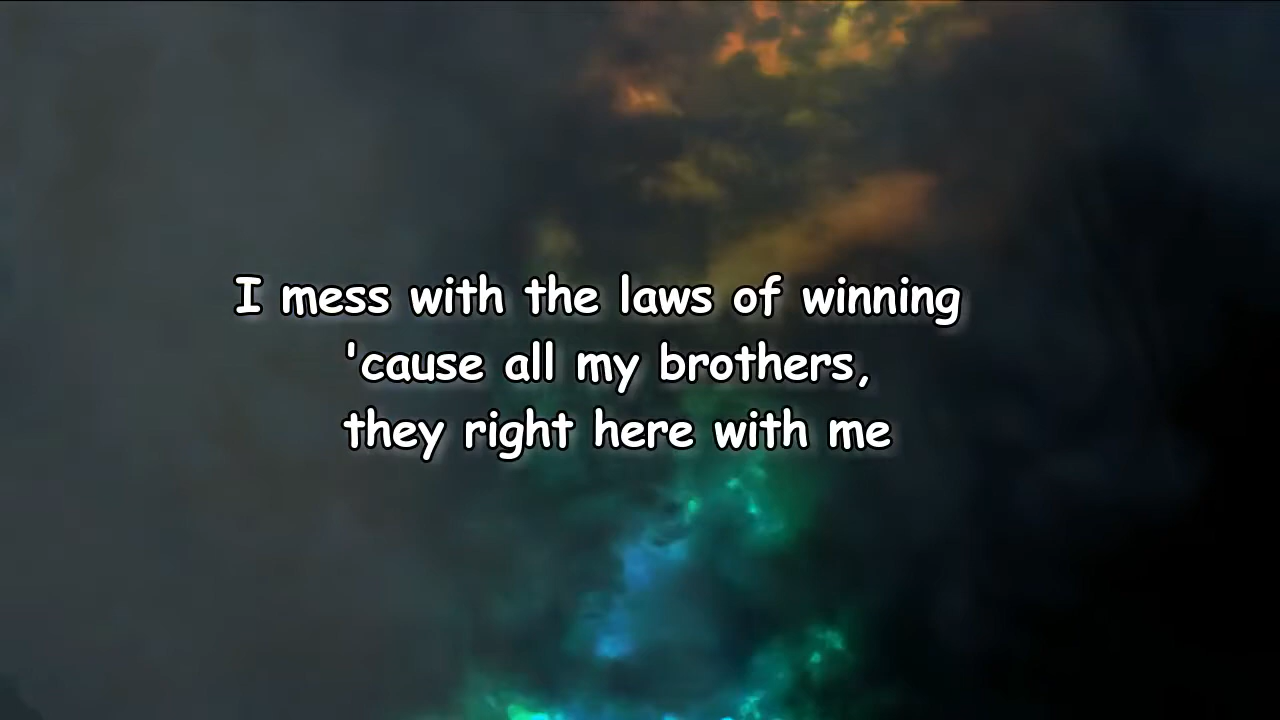 I mess with the laws of winning
'cause all my brothers,
they right here with me